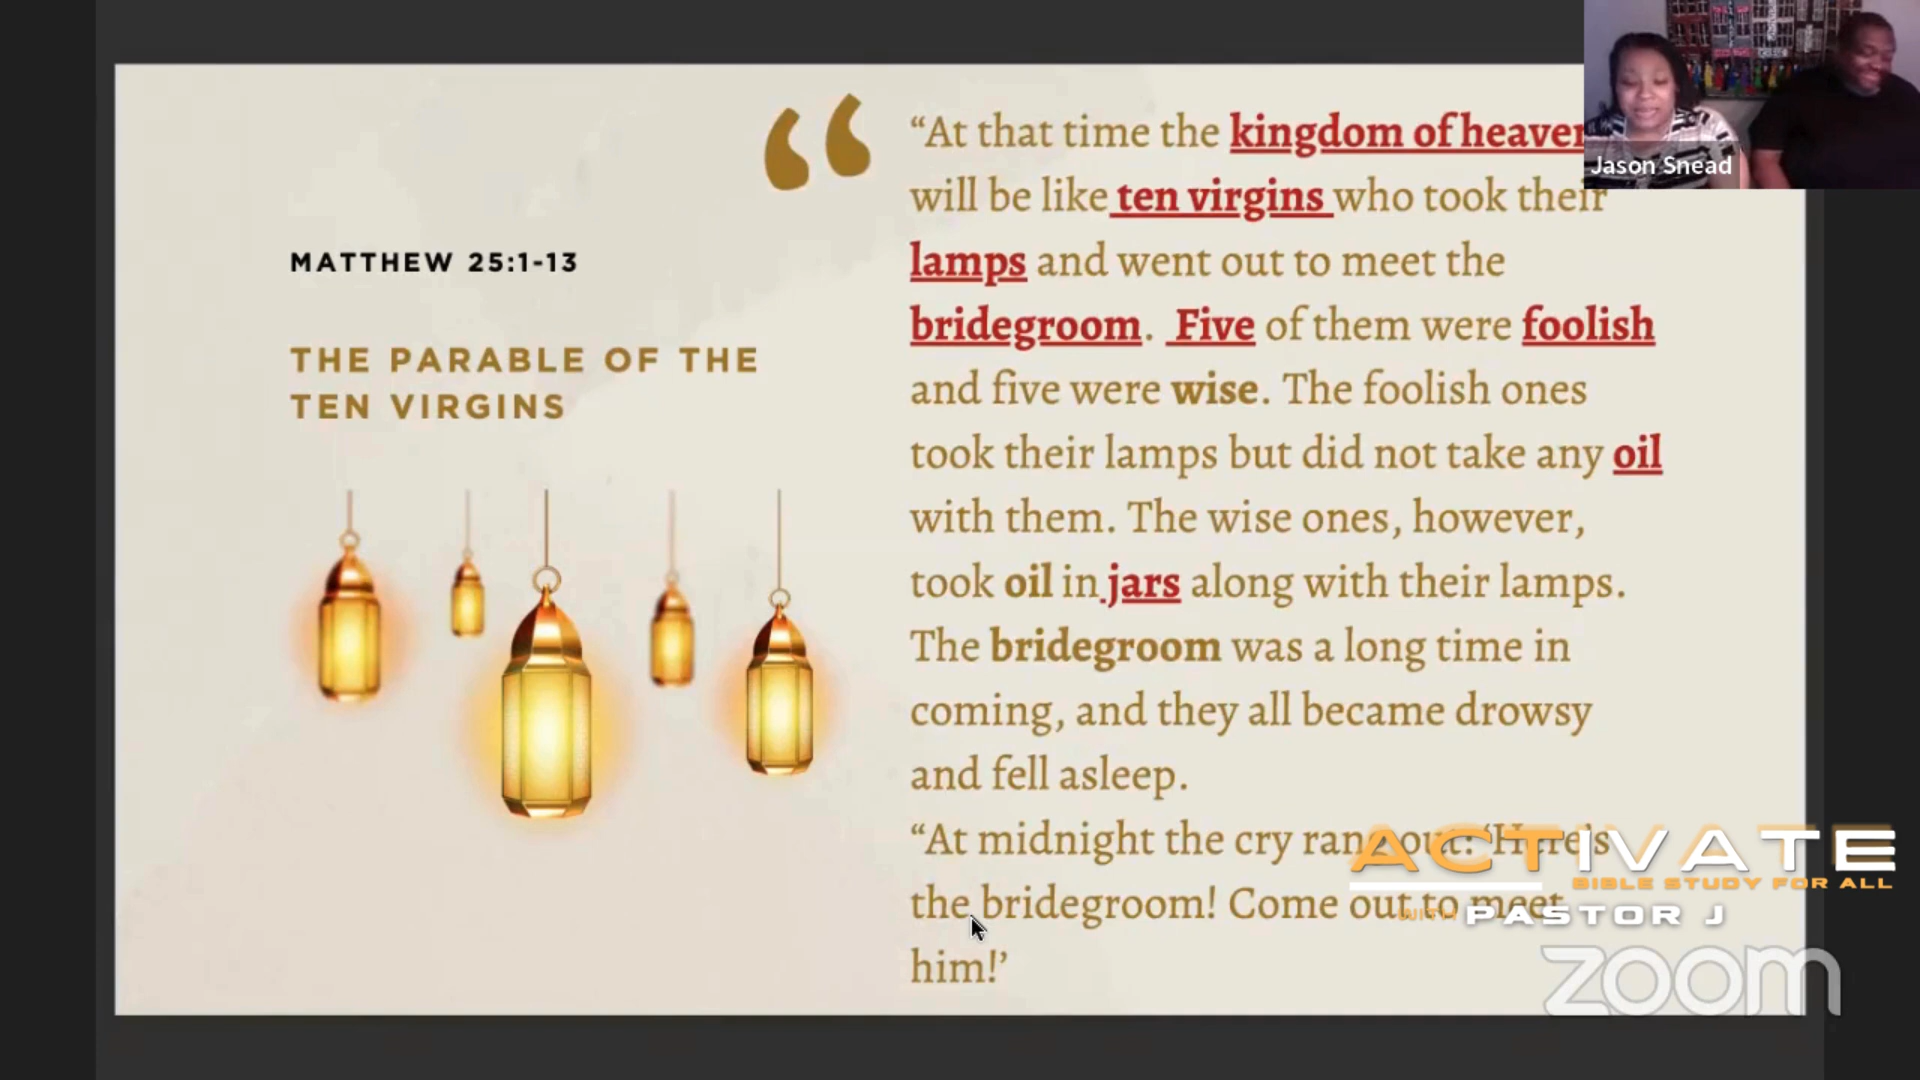 MATTHEW 25:1-13
THE PARABLE OF THE
TEN VIRGINS
“At that time the kingdom of heaven
will be like ten virgins who took their
lamps and went out to meet the
bridegroom. Five of them were foolish
and five were wise. The foolish ones
took their lamps but did not take any oil
with them. The wise ones, however,
took oil in jars along with their lamps.
The bridegroom was a long time in
coming, and they all became drowsy
and fell asleep.
“At midnight the cry rang out: ‘Here's
the bridegroom! Come out to meet
him!’
Jason Snead
ACTIVATE
BIBLE STUDY FOR ALL
WITH PASTOR J
zoom